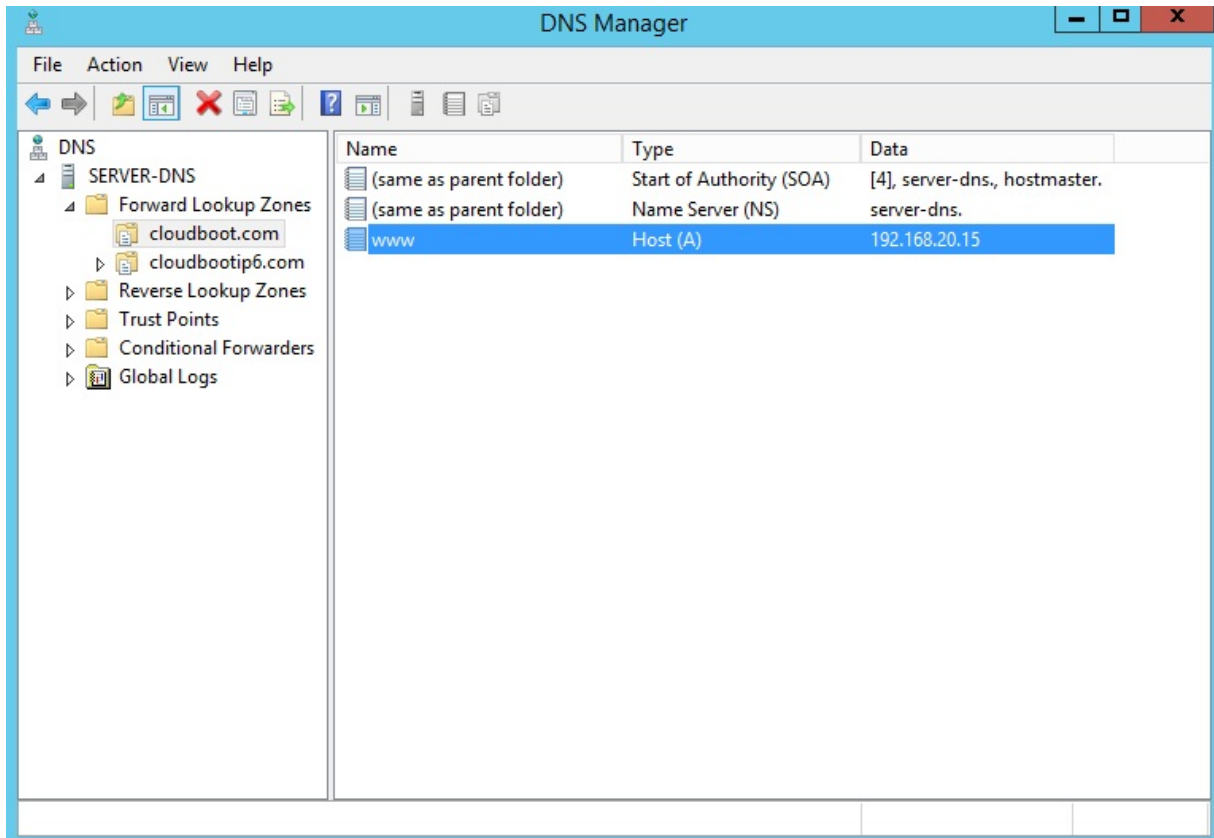 DNS Manager
File Action View Help
DNS
SERVER-DNS
Forward Lookup Zones
cloudboot.com
cloudbootip6.com
Reverse Lookup Zones
Trust Points
Conditional Forwarders
Global Logs
Name Type Data
(same as parent folder) Start of Authority (SOA) [4], server-dns., hostmaster.
(same as parent folder) Name Server (NS) server-dns.
www Host (A) 192.168.20.15